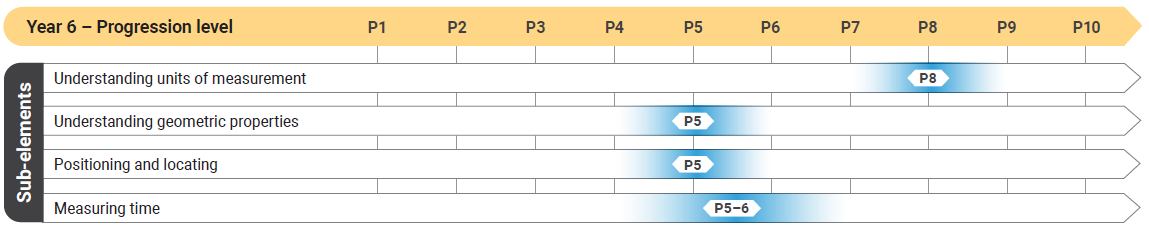 Year 6 – Progression level P1 P2 P3 P4 P5 P6 P7 P8 P9 P10
Sub-elements
Understanding units of measurement P8
Understanding geometric properties P5
Positioning and locating P5
Measuring time P5–6